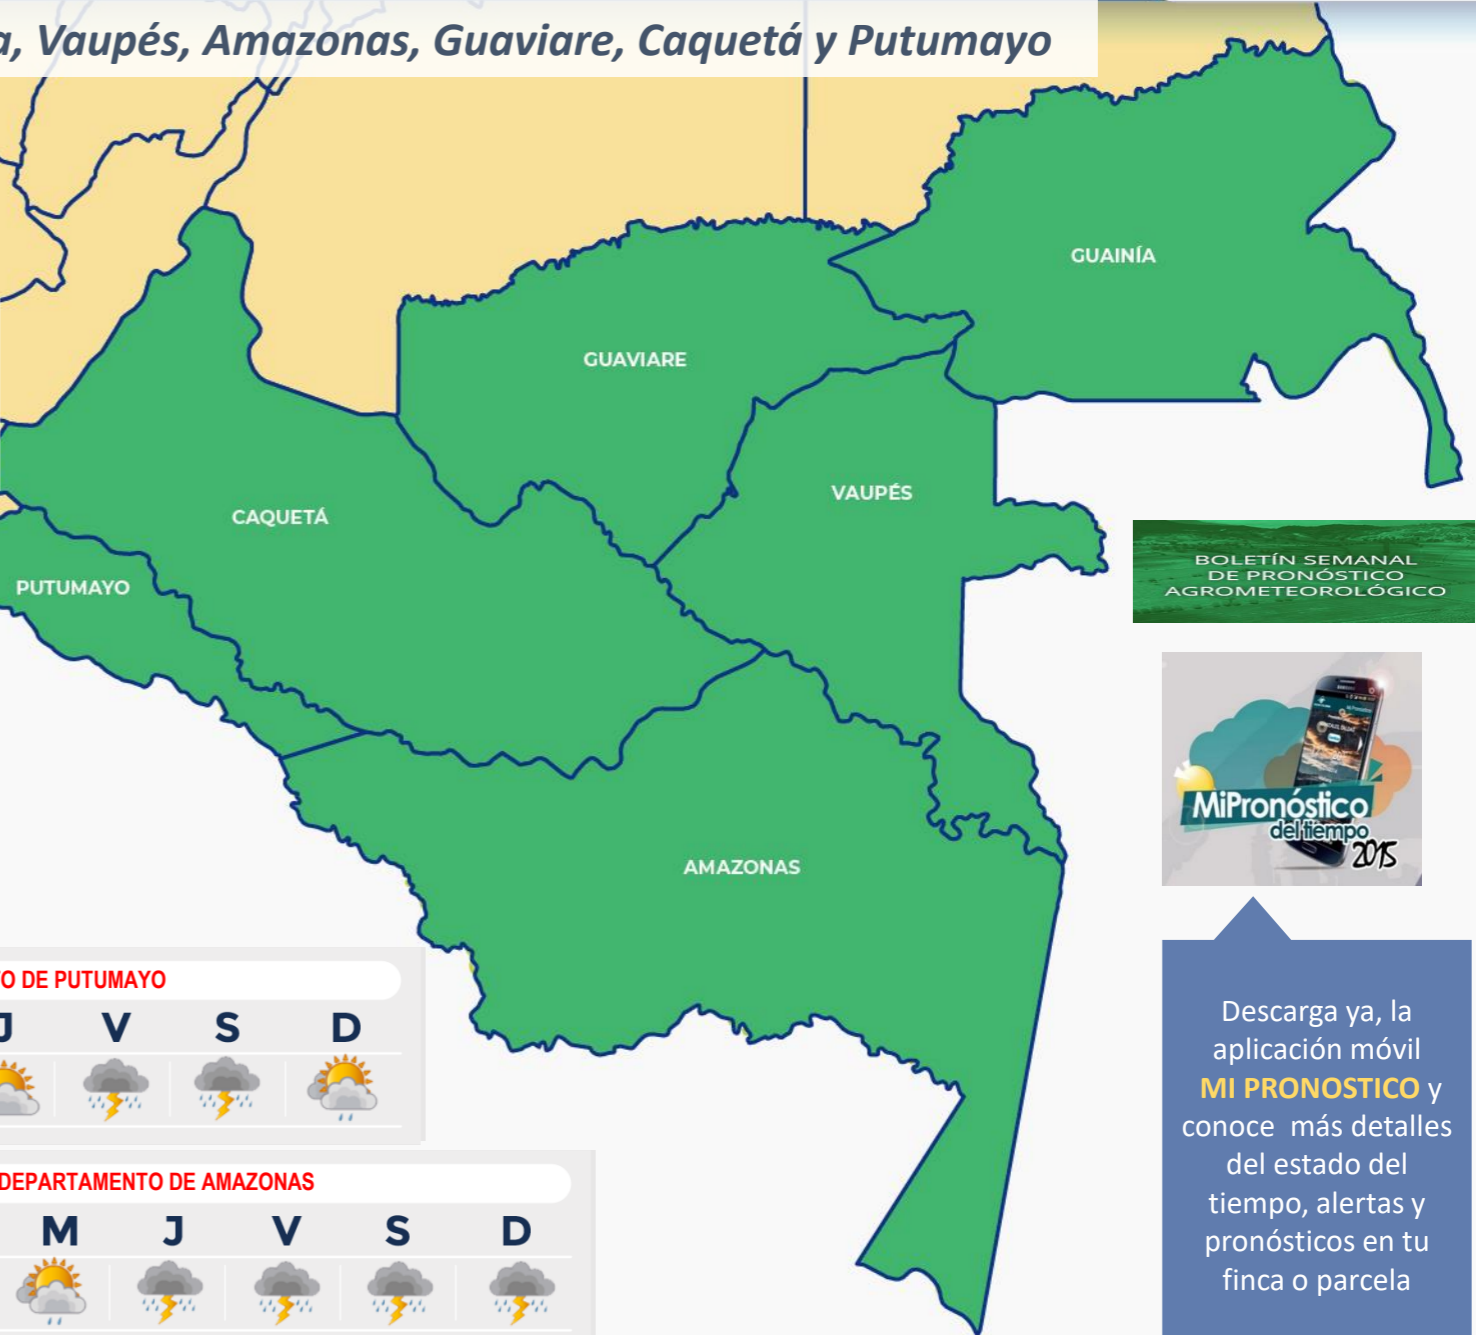 a, Vaupés, Amazonas, Guaviare, Caquetá y Putumayo
GUAINÍA
GUAVIARE
VAUPÉS
CAQUETÁ
PUTUMAYO
AMAZONAS
BOLETÍN SEMANAL
DE PRONÓSTICO
AGROMETEOROLÓGICO
MiPronóstico
del tiempo
2015
Descarga ya, la
aplicación móvil
MI PRONOSTICO y
conoce más detalles
del estado del
tiempo, alertas y
pronósticos en tu
finca o parcela
TO DE PUTUMAYO
J V S D
DEPARTAMENTO DE AMAZONAS
M J V S D